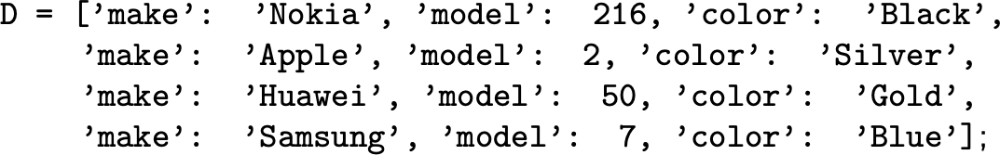 D = ['make': 'Nokia', 'model': 216, 'color': 'Black',
'make': 'Apple', 'model': 2, 'color': 'Silver',
'make': 'Huawei', 'model': 50, 'color': 'Gold',
'make': 'Samsung', 'model': 7, 'color': 'Blue'];